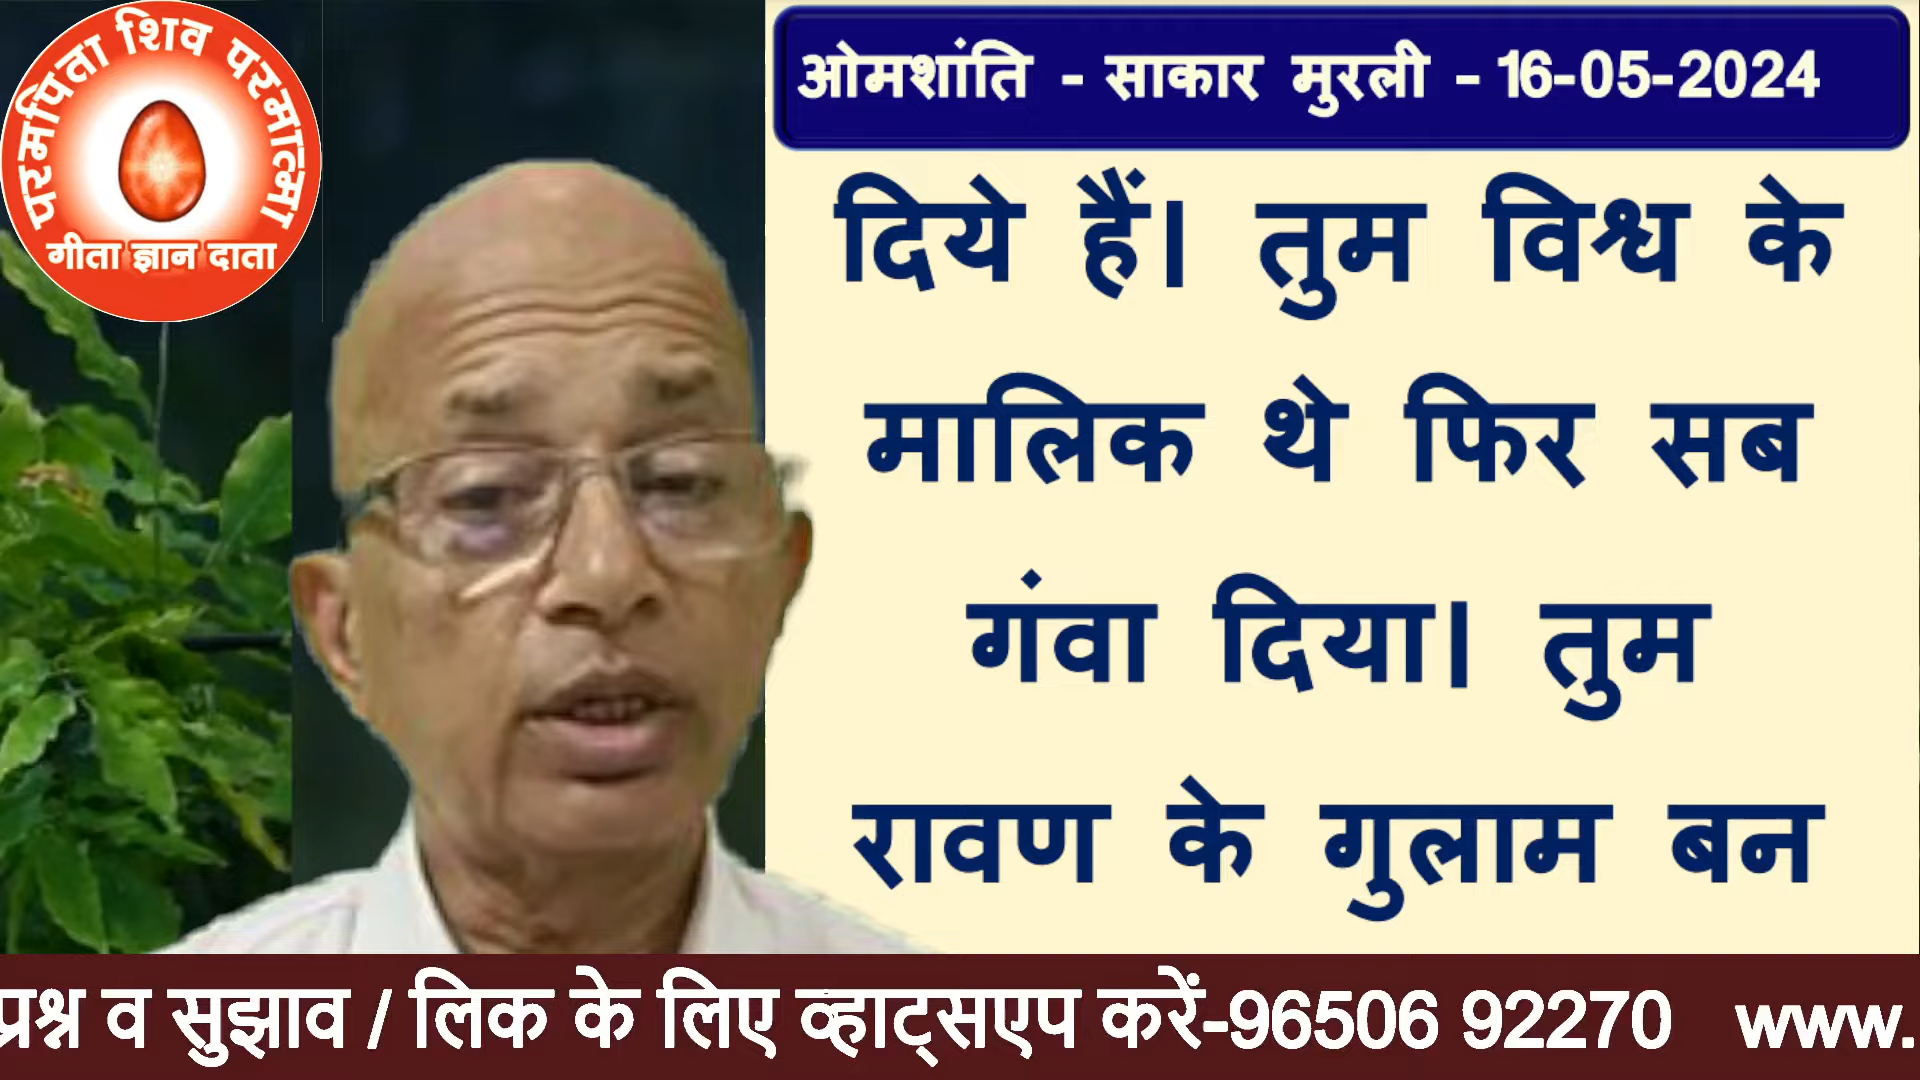 परमपिता शिव परमात्मा
गीता ज्ञान दाता
ओमशांति - साकार मुरली - 16-05-2024
दिये हैं। तुम विश्व के
मालिक थे फिर सब
गंवा दिया। तुम
रावण के गुलाम बन
प्रश्न व सुझाव / लिक के लिए व्हाट्सएप करें-96506 92270 www.